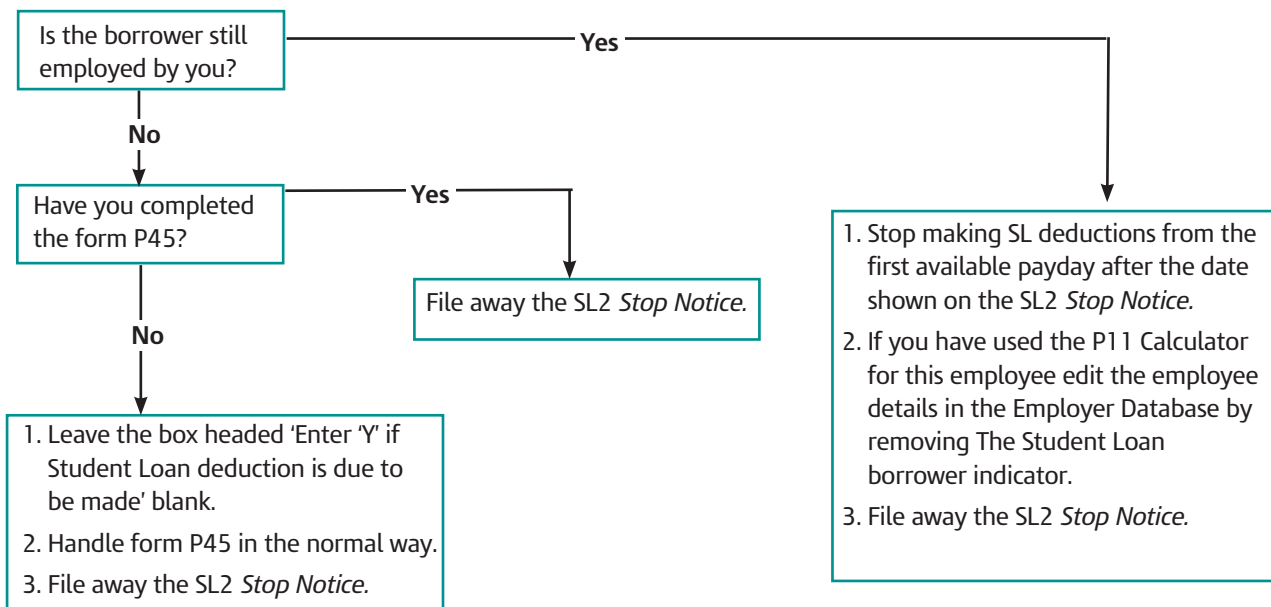 Is the borrower still
employed by you?
Yes
No
Have you completed
the form P45?
Yes
File away the SL2 Stop Notice.
No
1. Leave the box headed ‘Enter ‘Y’ if
Student Loan deduction is due to
be made’ blank.
2. Handle form P45 in the normal way.
3. File away the SL2 Stop Notice.
1. Stop making SL deductions from the
first available payday after the date
shown on the SL2 Stop Notice.
2. If you have used the P11 Calculator
for this employee edit the employee
details in the Employer Database by
removing The Student Loan
borrower indicator.
3. File away the SL2 Stop Notice.